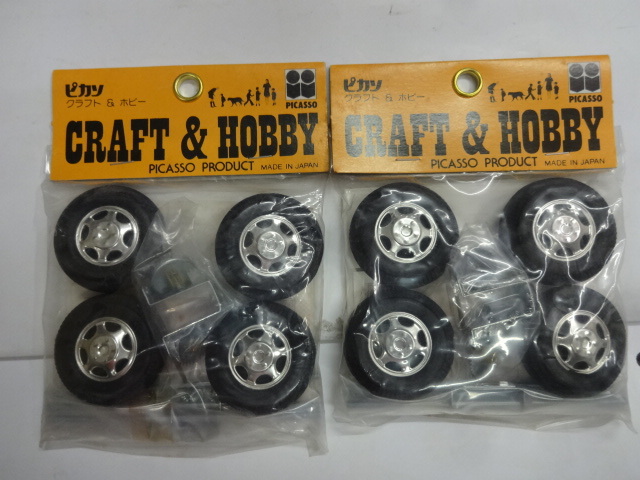 ピカソ
クラフト & ホビー
PICASSO
CRAFT & HOBBY
PICASSO PRODUCT MADE IN JAPAN
ピカソ
クラフト & ホビー
PICASSO
CRAFT & HOBBY
PICASSO PRODUCT MADE IN JAPAN